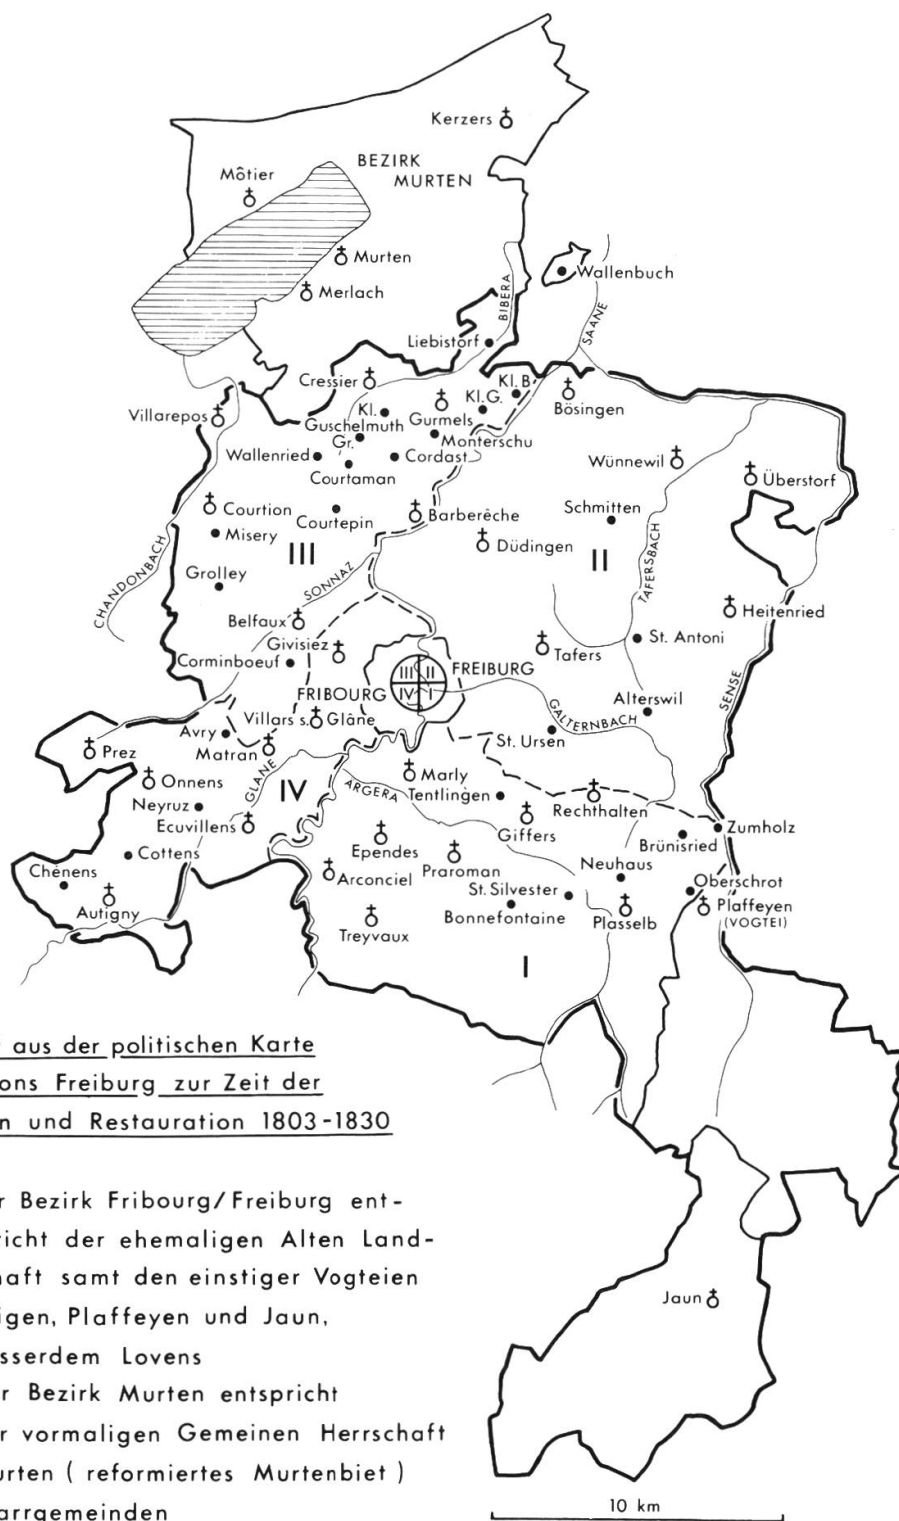 Kerzers
BEZIRK
MURTEN
Môtier
Murten
Merlach
Wallenbuch
BIBERA
SAANE
Liebistorf
Cressier
Kl. B.
Kl. G.
Bösingen
Villarepos
Kl.
Guschelmuth
Gr.
Gurmels
Monterschu
Wallenried
Cordast
Courtaman
Wünnewil
Überstorf
Courtion
Courtepin
Barberêche
Schmitten
Misery
III
Düdingen
II
TAFERSBACH
CHANDONBACH
Grolley
SONNAZ
Belfaux
Heitenried
Givisiez
St. Antoni
Corminboeuf
Tafers
FRIBOURG
III II
IV I
FREIBURG
SENSE
Alterswil
Villars s. Glâne
GALTERNBACH
Avry
Matran
St. Ursen
Prez
Onnens
GLANE
IV
ARGERA
Marly
Tentlingen
Neyruz
Rechthalten
Ecuvillens
Giffers
Zumholz
Brünisried
Cottens
Ependes
Praroman
Neuhaus
Chénens
Arconciel
St. Silvester
Oberschrot
Autigny
Bonnefontaine
Plasselb
Plaffeyen
(VOGTEI)
Treyvaux
I
aus der politischen Karte
ons Freiburg zur Zeit der
n und Restauration 1803-1830
r Bezirk Fribourg/Freiburg ent-
richt der ehemaligen Alten Land-
haft samt den einstiger Vogteien
igen, Plaffeyen und Jaun,
sserdem Lovens
r Bezirk Murten entspricht
r vormaligen Gemeinen Herrschaft
urten ( reformiertes Murtenbiet )
arrgemeinden
Jaun
10 km